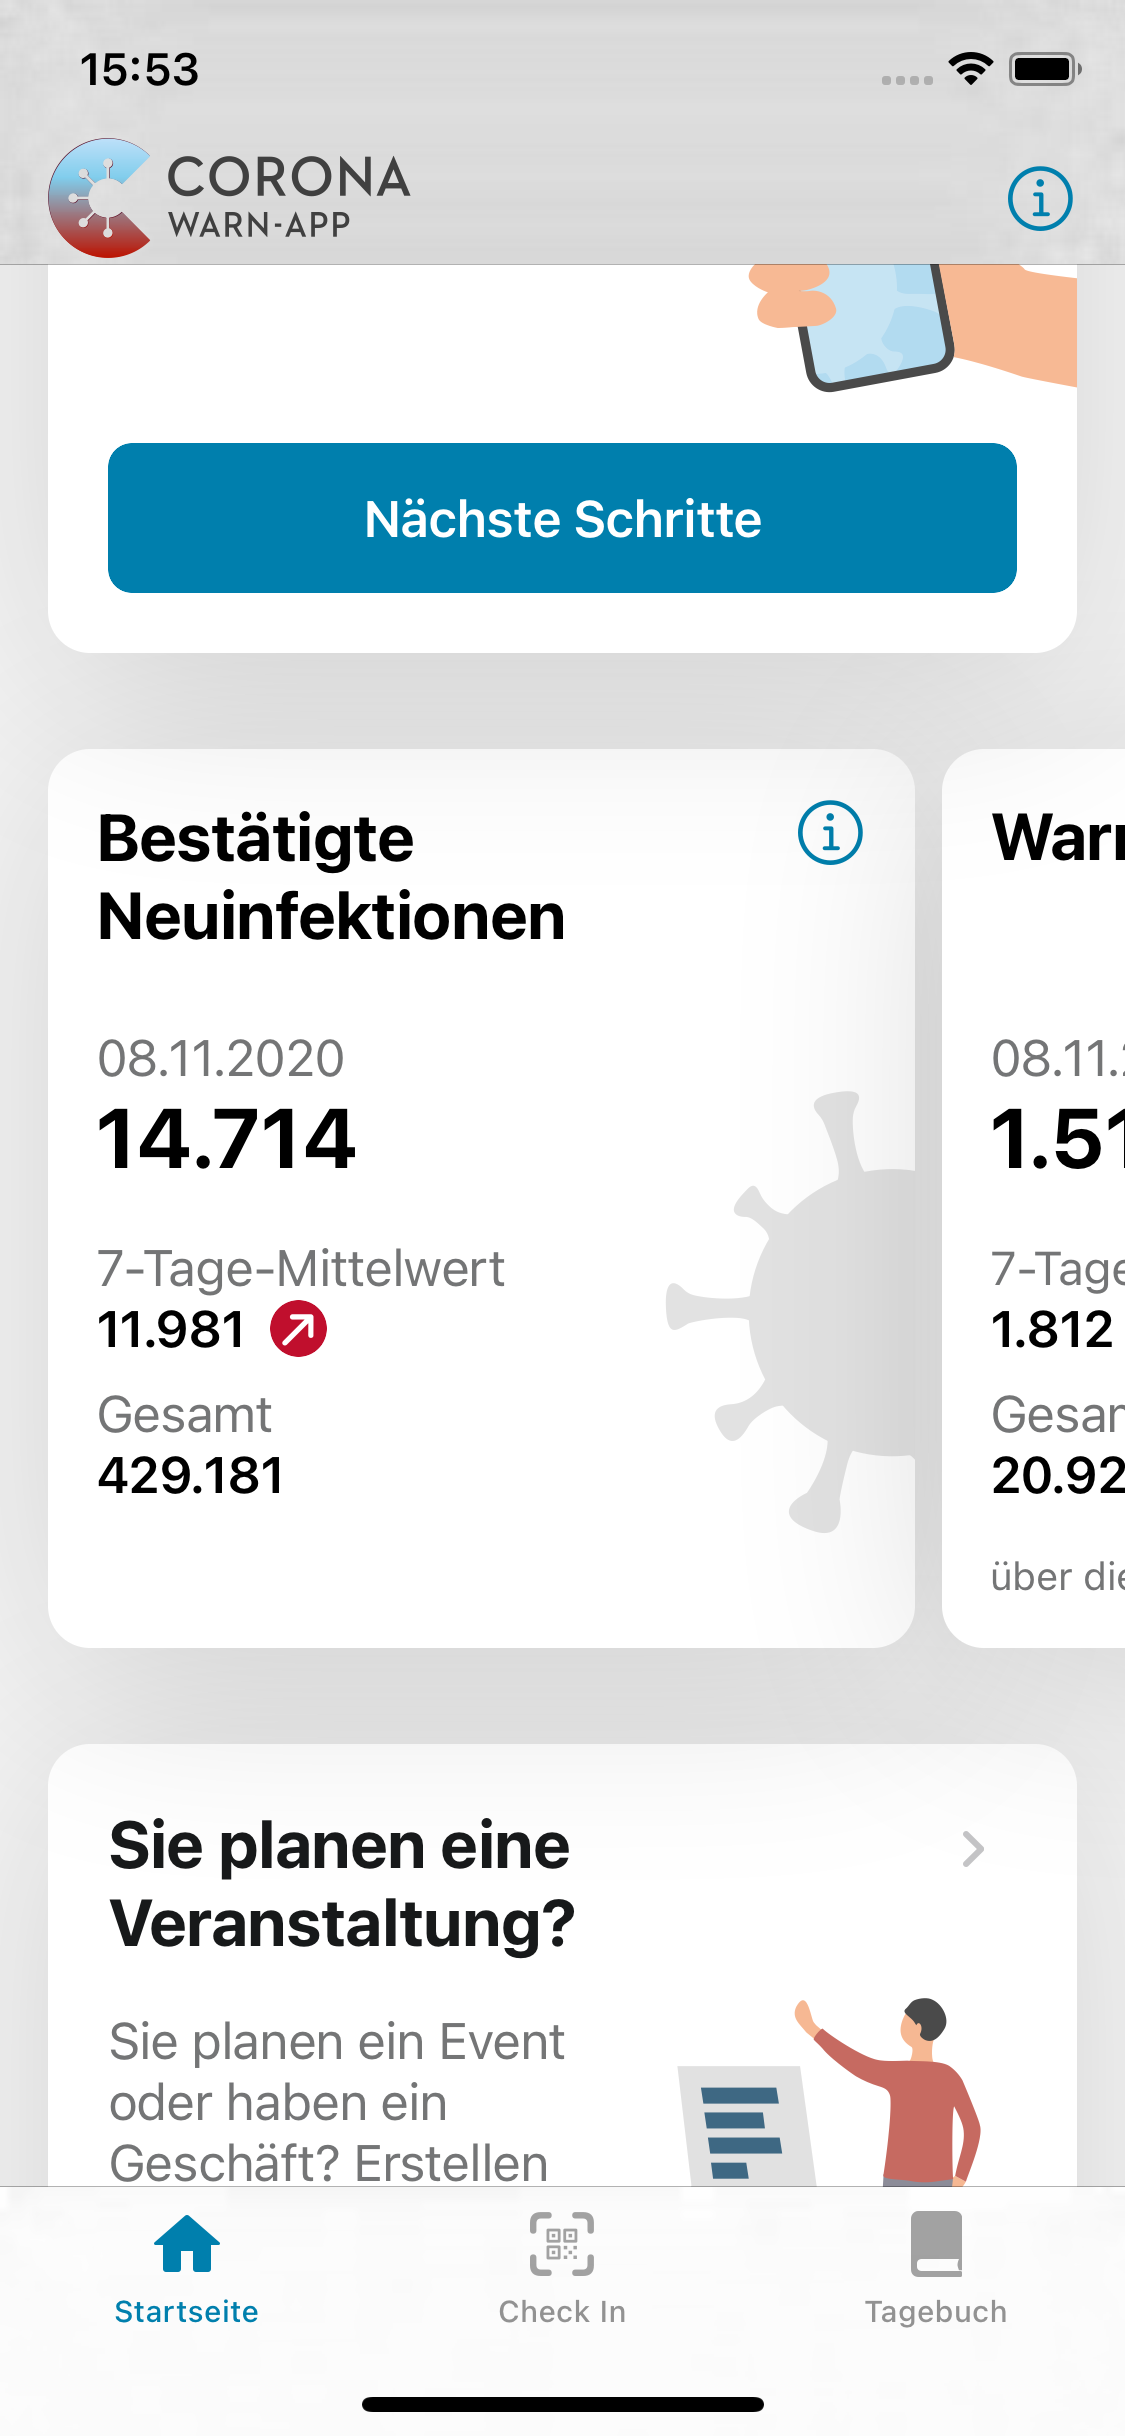 15:53
CORONA
WARN-APP
Nächste Schritte
Bestätigte
Neuinfektionen
08.11.2020
14.714
7-Tage-Mittelwert
11.981
Gesamt
429.181
08.11.
1.51
7-Tage
1.812
20.92
über die
Sie planen eine
Veranstaltung?
Sie planen ein Event
oder haben ein
Geschäft? Erstellen
Startseite
Check In
Tagebuch